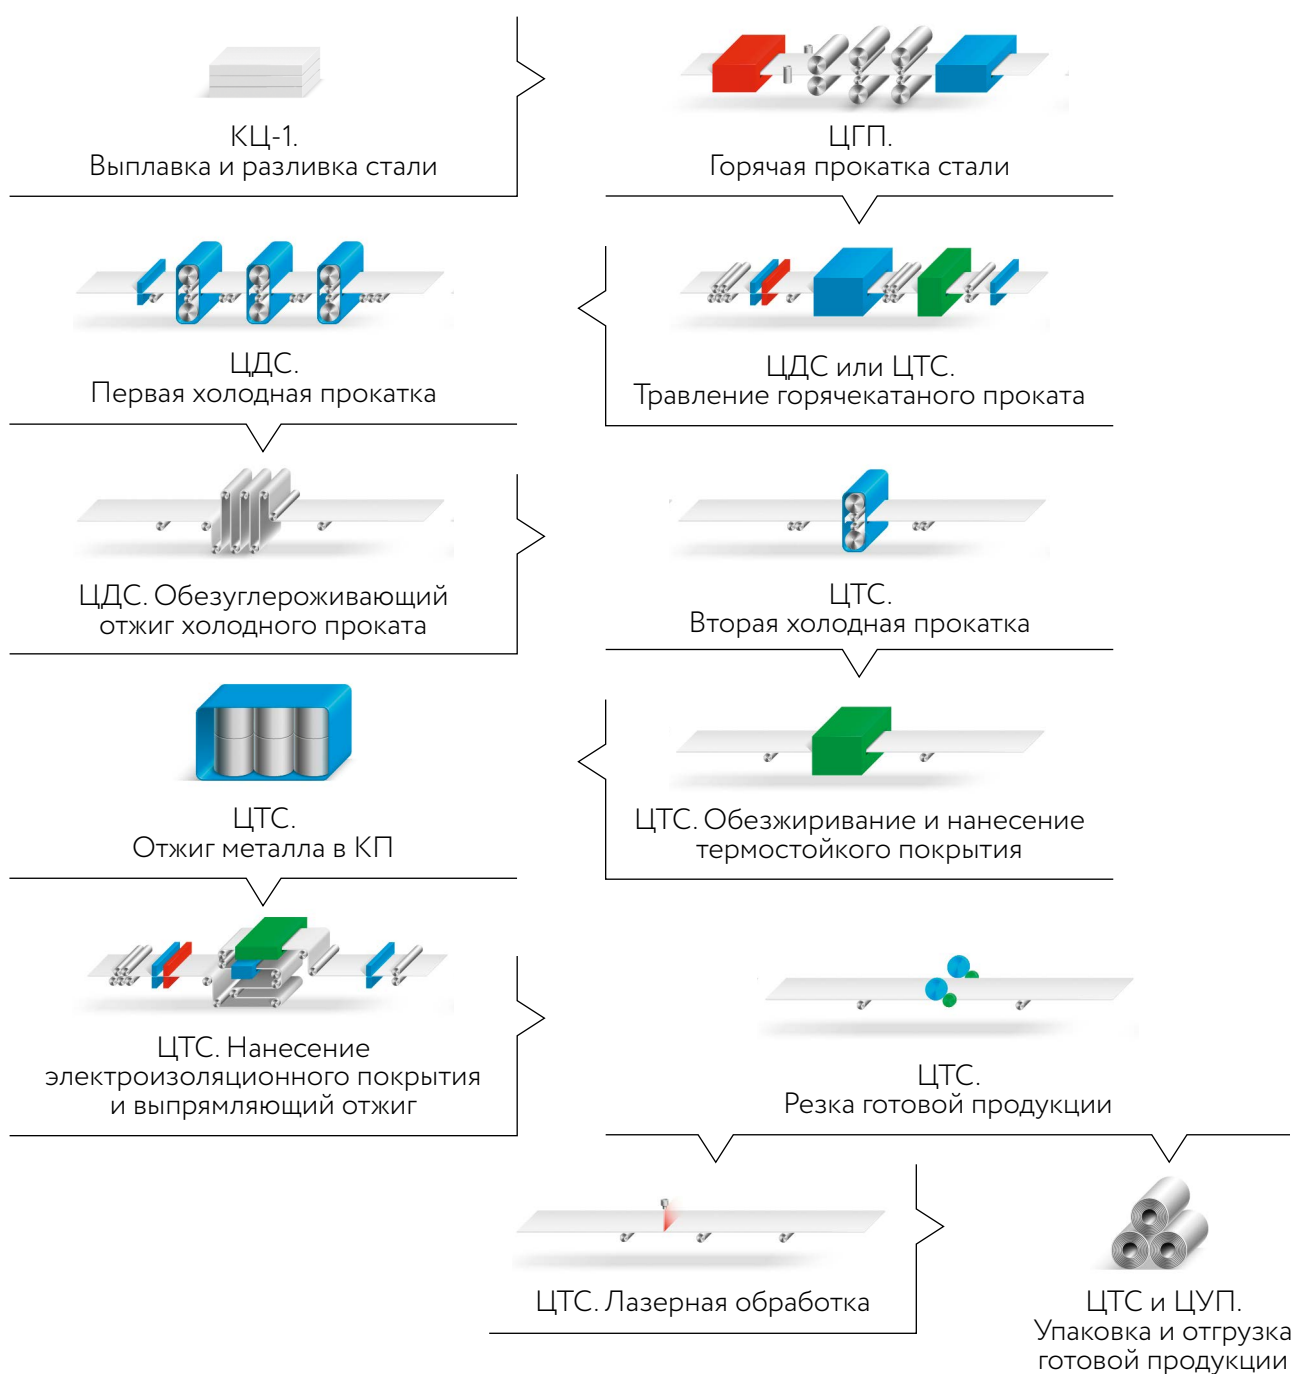 КЦ-1.
Выплавка и разливка стали
ЦГП.
Горячая прокатка стали
ЦДС или ЦТС.
Травление горячекатаного проката
ЦДС.
Первая холодная прокатка
ЦДС. Обезуглероживающий
отжиг холодного проката
ЦТС.
Вторая холодная прокатка
ЦТС. Обезжиривание и нанесение
термостойкого покрытия
ЦТС.
Отжиг металла в КП
ЦТС. Нанесение
электроизоляционного покрытия
и выпрямляющий отжиг
ЦТС.
Резка готовой продукции
ЦТС. Лазерная обработка
ЦТС и ЦУП.
Упаковка и отгрузка
готовой продукции